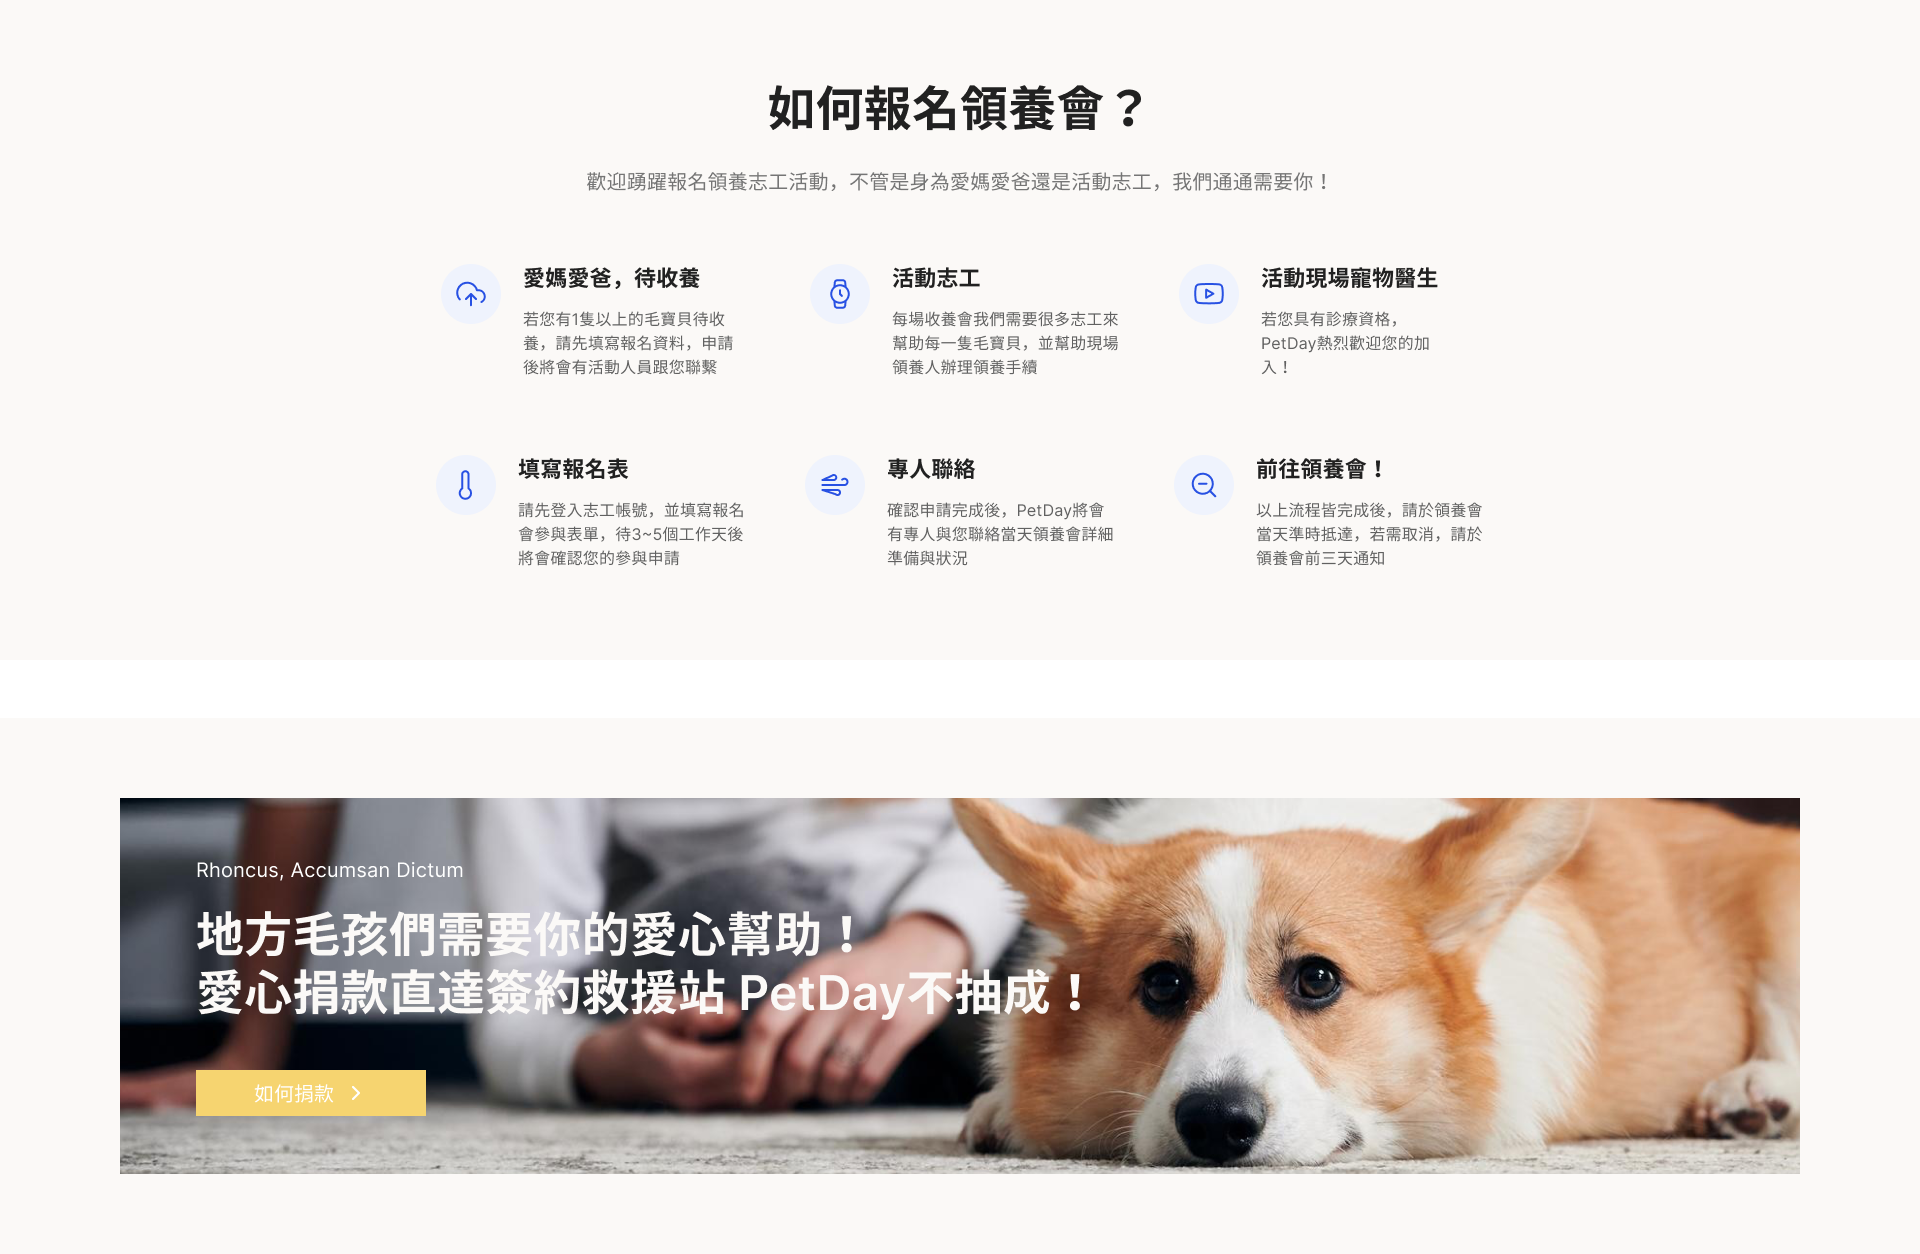 如何報名領養會？
歡迎踴躍報名領養志工活動，不管是身為愛媽愛爸還是活動志工，我們通通需要你！
愛媽愛爸，待收養
若您有1隻以上的毛寶貝待收
養，請先填寫報名資料，申請
後將會有活動人員跟您聯繫
活動志工
每場收養會我們需要很多志工來
幫助每一隻毛寶貝，並幫助現場
領養人辦理領養手續
活動現場寵物醫生
若您具有診療資格，
PetDay熱烈歡迎您的加
入！
填寫報名表
請先登入志工帳號，並填寫報名
會參與表單，待3~5個工作天後
將會確認您的參與申請
專人聯絡
確認申請完成後，PetDay將會
有專人與您聯絡當天領養會詳細
準備與狀況
前往領養會！
以上流程皆完成後，請於領養會
當天準時抵達，若需取消，請於
領養會前三天通知
Rhoncus, Accumsan Dictum
地方毛孩們需要你的愛心幫助！
愛心捐款直達簽約救援站 PetDay不抽成！
如何捐款